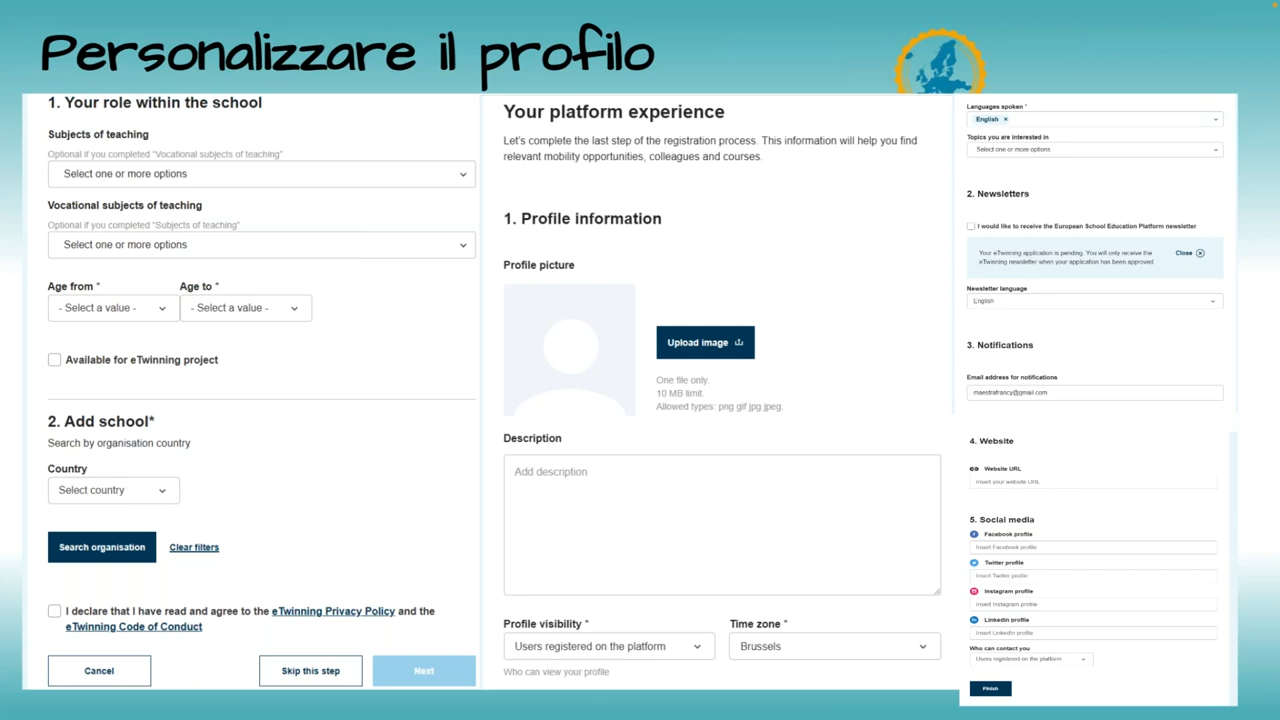 Personalizzare il profilo
1. Your role within the school
Subjects of teaching
Optional if you completed "Vocational subjects of teaching"
Select one or more options
Vocational subjects of teaching
Optional if you completed "Subjects of teaching"
Select one or more options
Age from * Age to *
- Select a value - - Select a value -
Available for eTwinning project
2. Add school*
Search by organisation country
Country
Select country
Search organisation Clear filters
I declare that I have read and agree to the eTwinning Privacy Policy and the
eTwinning Code of Conduct
Cancel Skip this step Next
Your platform experience
Let's complete the last step of the registration process. This information will help you find
relevant mobility opportunities, colleagues and courses.
1. Profile information
Profile picture
Upload image
One file only.
10 MB limit.
Allowed types: png gif jpg jpeg.
Description
Add description
Profile visibility * Time zone *
Users registered on the platform Brussels
Who can view your profile
Languages spoken *
English ×
Topics you are interested in
Select one or more options
2. Newsletters
I would like to receive the European School Education Platform newsletter
Your eTwinning application is pending. You will only receive the
eTwinning newsletter when your application has been approved
Close
Newsletter language
English
3. Notifications
Email address for notifications
maestrafrancy@gmail.com
4. Website
Website URL
Insert your website URL
5. Social media
Facebook profile
Insert Facebook profile
Twitter profile
Insert Twitter profile
Instagram profile
Insert Instagram profile
Linkedin profile
Insert Linkedin profile
Who can contact you
Users registered on the platform
Finish